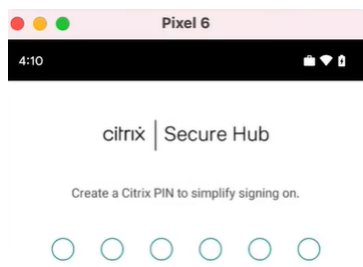 Pixel 6
4:10
citrix | Secure Hub
Create a Citrix PIN to simplify signing on.